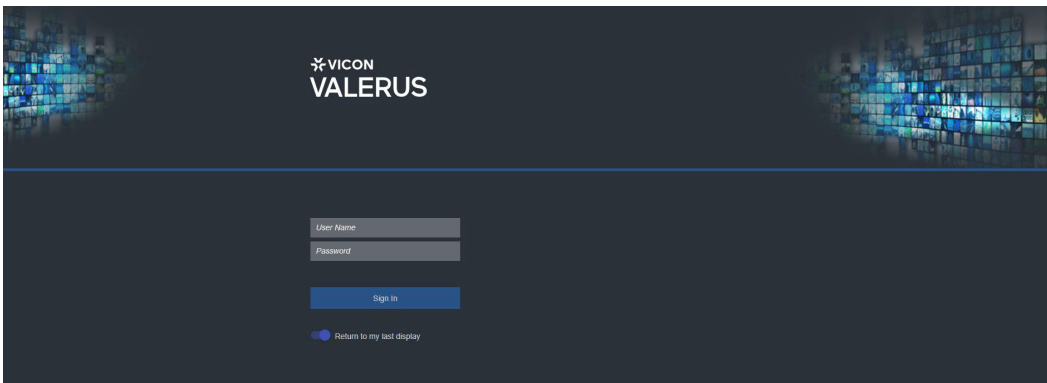 VICON
VALERUS
User Name
Password
Sign In
Return to my last display